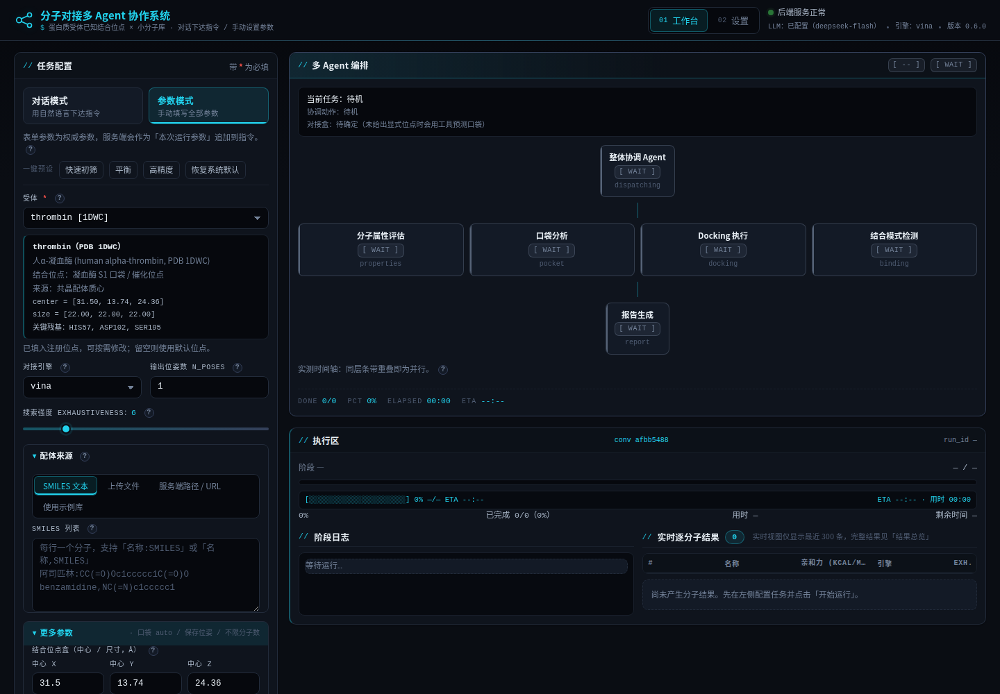 分子对接多 Agent 协作系统
$ 蛋白质受体已知结合位点 × 小分子库 · 对话下达指令 / 手动设置参数
01 工作台
02 设置
后端服务正常
LLM: 已配置（deepseek-flash） • 引擎: vina • 版本 0.6.0
// 任务配置
带 * 为必填
对话模式
用自然语言下达指令
参数模式
手动填写全部参数
表单参数为权威参数，服务端会作为「本次运行参数」追加到指令。
?
一键预设
快速初筛
平衡
高精度
恢复系统默认
受体 * ?
thrombin [1DWC]
thrombin（PDB 1DWC）
人α-凝血酶 (human alpha-thrombin, PDB 1DWC)
结合位点：凝血酶 S1 口袋 / 催化位点
来源：共晶配体质心
center = [31.50, 13.74, 24.36]
size = [22.00, 22.00, 22.00]
关键残基：HIS57, ASP102, SER195
已填入注册位点，可按需修改；留空则使用默认位点。
对接引擎 ?
输出位姿数 N_POSES ?
vina
1
搜索强度 EXHAUSTIVENESS: 6 ?
▾ 配体来源 ?
SMILES 文本
上传文件
服务端路径 / URL
使用示例库
SMILES 列表 ?
每行一个分子，支持「名称:SMILES」或「名
称,SMILES」
阿司匹林:CC(=O)Oc1ccccc1C(=O)O
benzamidine,NC(=N)c1ccccc1
▾ 更多参数
· 口袋 auto / 保存位姿 / 不限分子数
结合位点盒（中心 / 尺寸，Å） ?
中心 X
中心 Y
中心 Z
31.5
13.74
24.36
// 多 Agent 编排
[ -- ]
[ WAIT ]
当前任务：待机
协调动作：待机
对接盒：待确定（未给出显式位点时会用工具预测口袋）
整体协调 Agent
[ WAIT ]
dispatching
分子属性评估
[ WAIT ]
properties
口袋分析
[ WAIT ]
pocket
Docking 执行
[ WAIT ]
docking
结合模式检测
[ WAIT ]
binding
报告生成
[ WAIT ]
report
实测时间轴：同层条带重叠即为并行。 ?
DONE 0/0 PCT 0% ELAPSED 00:00 ETA --:--
// 执行区
conv afbb5488
run_id —
阶段 —
— / —
[░░░░░░░░░░░░░░░░░░░░░░░░] 0% —/— ETA --:--
ETA --:-- · 用时 00:00
0%
已完成 0/0（0%）
用时 —
剩余时间 —
// 阶段日志
等待运行…
// 实时逐分子结果 0 实时视图仅显示最近 300 条，完整结果见「结果总览」
# 名称 亲和力 (KCAL/M… 引擎 EXH.
尚未产生分子结果。先在左侧配置任务并点击「开始运行」。